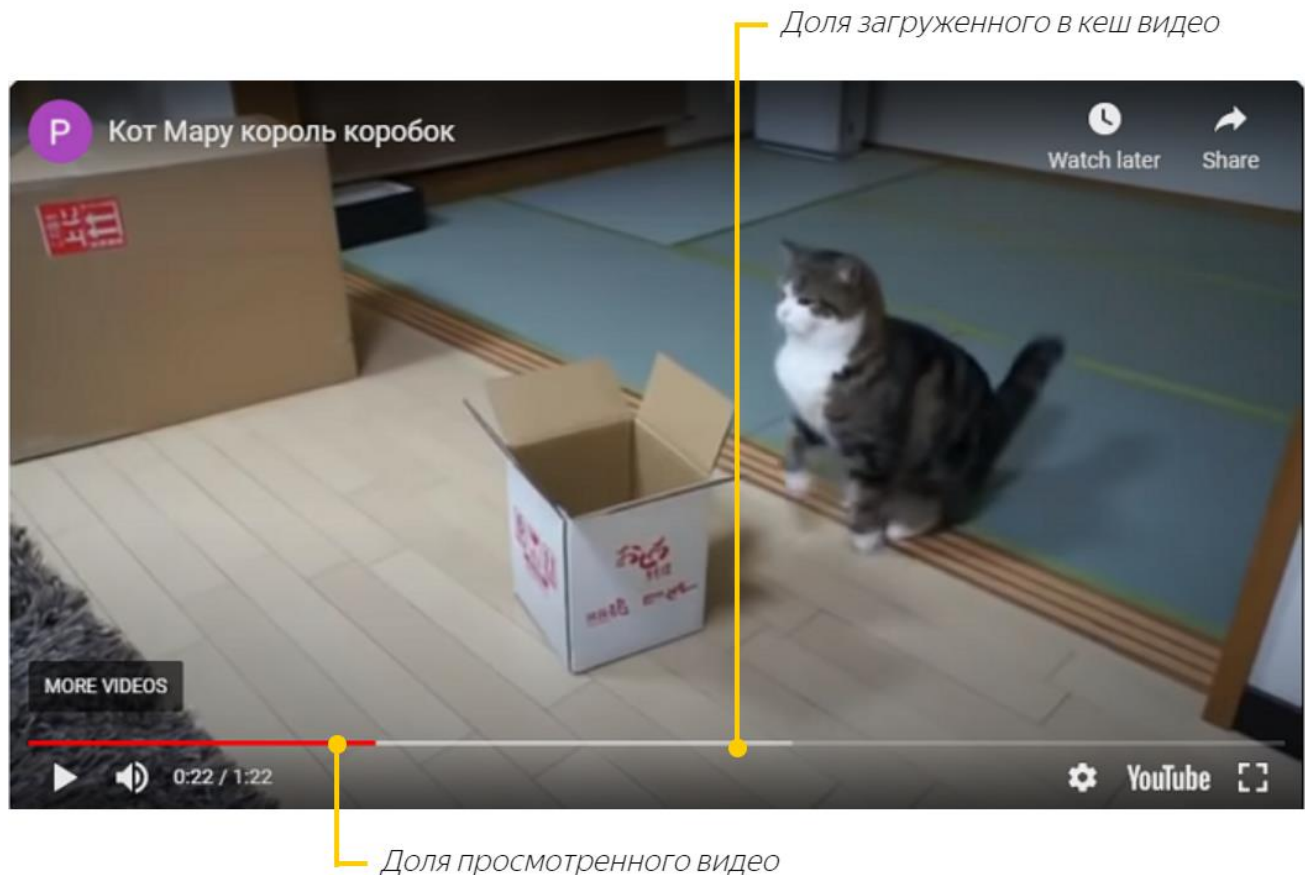 Доля загруженного в кеш видео
P
Кот Мару король коробок
Watch later
Share
MORE VIDEOS
0:22 / 1:22
YouTube
Доля просмотренного видео